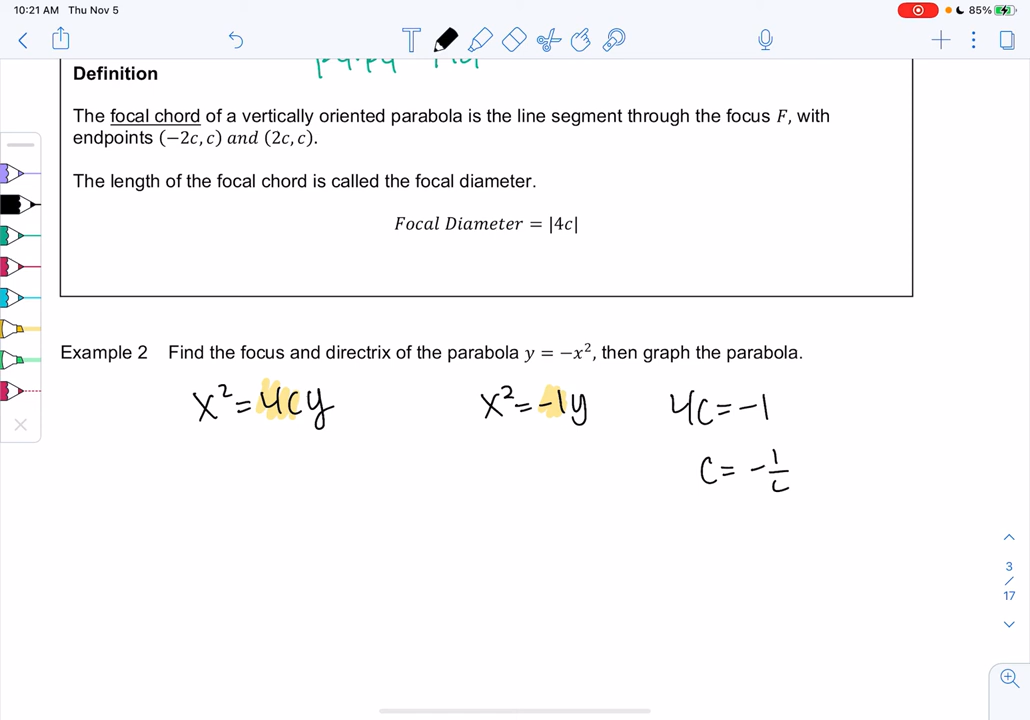 10:21 AM Thu Nov 5
85%
Definition
The focal chord of a vertically oriented parabola is the line segment through the focus F, with
endpoints (−2c, c) and (2c, c).
The length of the focal chord is called the focal diameter.
Focal Diameter = |4c|
Example 2 Find the focus and directrix of the parabola y = −x², then graph the parabola.
x² = 4cy x² = -1y 4c = -1
c = -1/
3
/
17